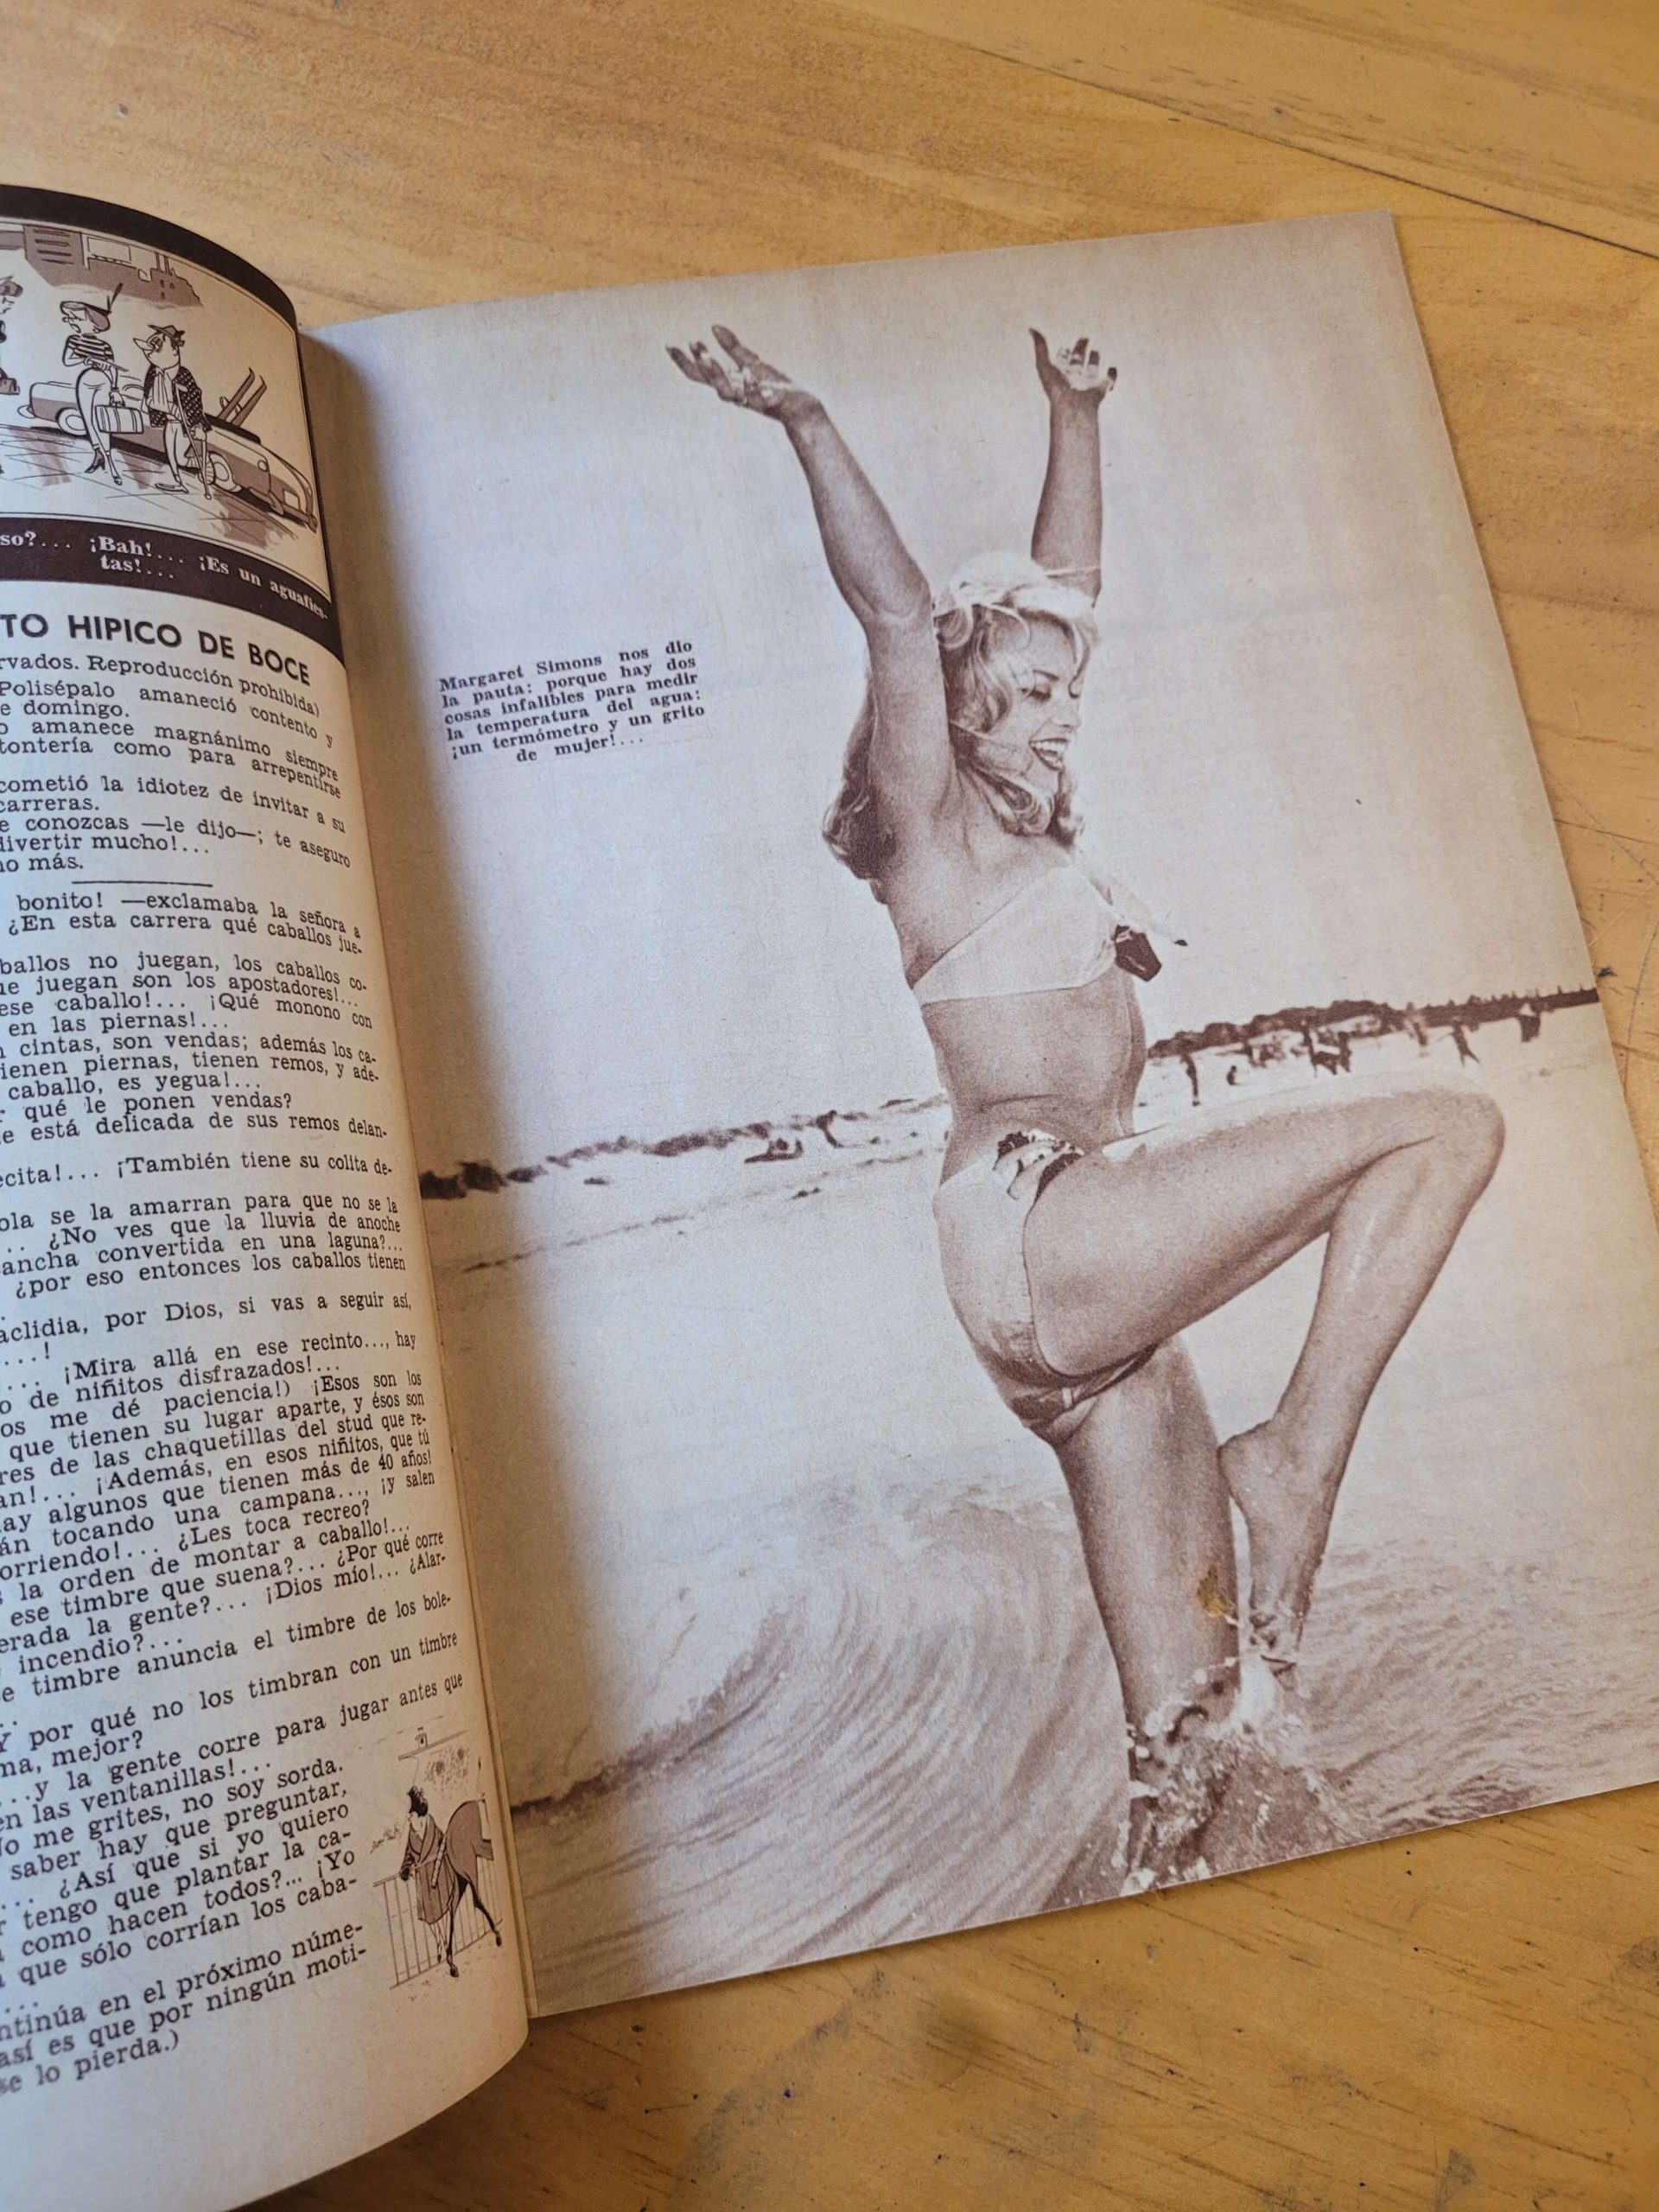 so?... ¡Bah!... ¡Es un aguafies-
tas!...
TO HIPICO DE BOCE
rvados. Reproducción prohibida)
Polisépalo amaneció contento y
e domingo.
o amanece magnánimo siempre
tontería como para arrepentirse
cometió la idiotez de invitar a su
carreras.
e conozcas —le dijo—; te aseguro
divertir mucho!...
no más.
bonito! —exclamaba la señora a
¿En esta carrera qué caballos jue-
ballos no juegan, los caballos co-
ue juegan son los apostadores!...
ese caballo!... ¡Qué monono con
en las piernas!...
n cintas, son vendas; además los ca-
ienen piernas, tienen remos, y ade-
caballo, es yegua!...
r qué le ponen vendas?
e está delicada de sus remos delan-
ecita!... ¡También tiene su colita de-
ola se la amarran para que no se la
.. ¿No ves que la lluvia de anoche
ancha convertida en una laguna?...
¿por eso entonces los caballos tienen
aclidia, por Dios, si vas a seguir así,
...!
.... ¡Mira allá en ese recinto..., hay
o de niñitos disfrazados!...
os me dé paciencia!) ¡Esos son los
que tienen su lugar aparte, y ésos son
res de las chaquetillas del stud que re-
an!... ¡Además, en esos niñitos, que tú
ay algunos que tienen más de 40 años!
án tocando una campana..., ¡y salen
orriendo!... ¿Les toca recreo?
s la orden de montar a caballo!...
ese timbre que suena?... ¿Por qué corre
erada la gente?... ¡Dios mío!... ¿Alar-
incendio?...
e timbre anuncia el timbre de los bole-
Y por qué no los timbran con un timbre
ma, mejor?
...y la gente corre para jugar antes que
en las ventanillas!...
No me grites, no soy sorda.
saber hay que preguntar,
... ¿Así que si yo quiero
r tengo que plantar la ca-
a como hacen todos?... ¡Yo
a que sólo corrían los caba-
...
ntinúa en el próximo núme-
así es que por ningún moti-
se lo pierda.)
Margaret Simons nos dio
la pauta: porque hay dos
cosas infalibles para medir
la temperatura del agua:
¡un termómetro y un grito
de mujer!...